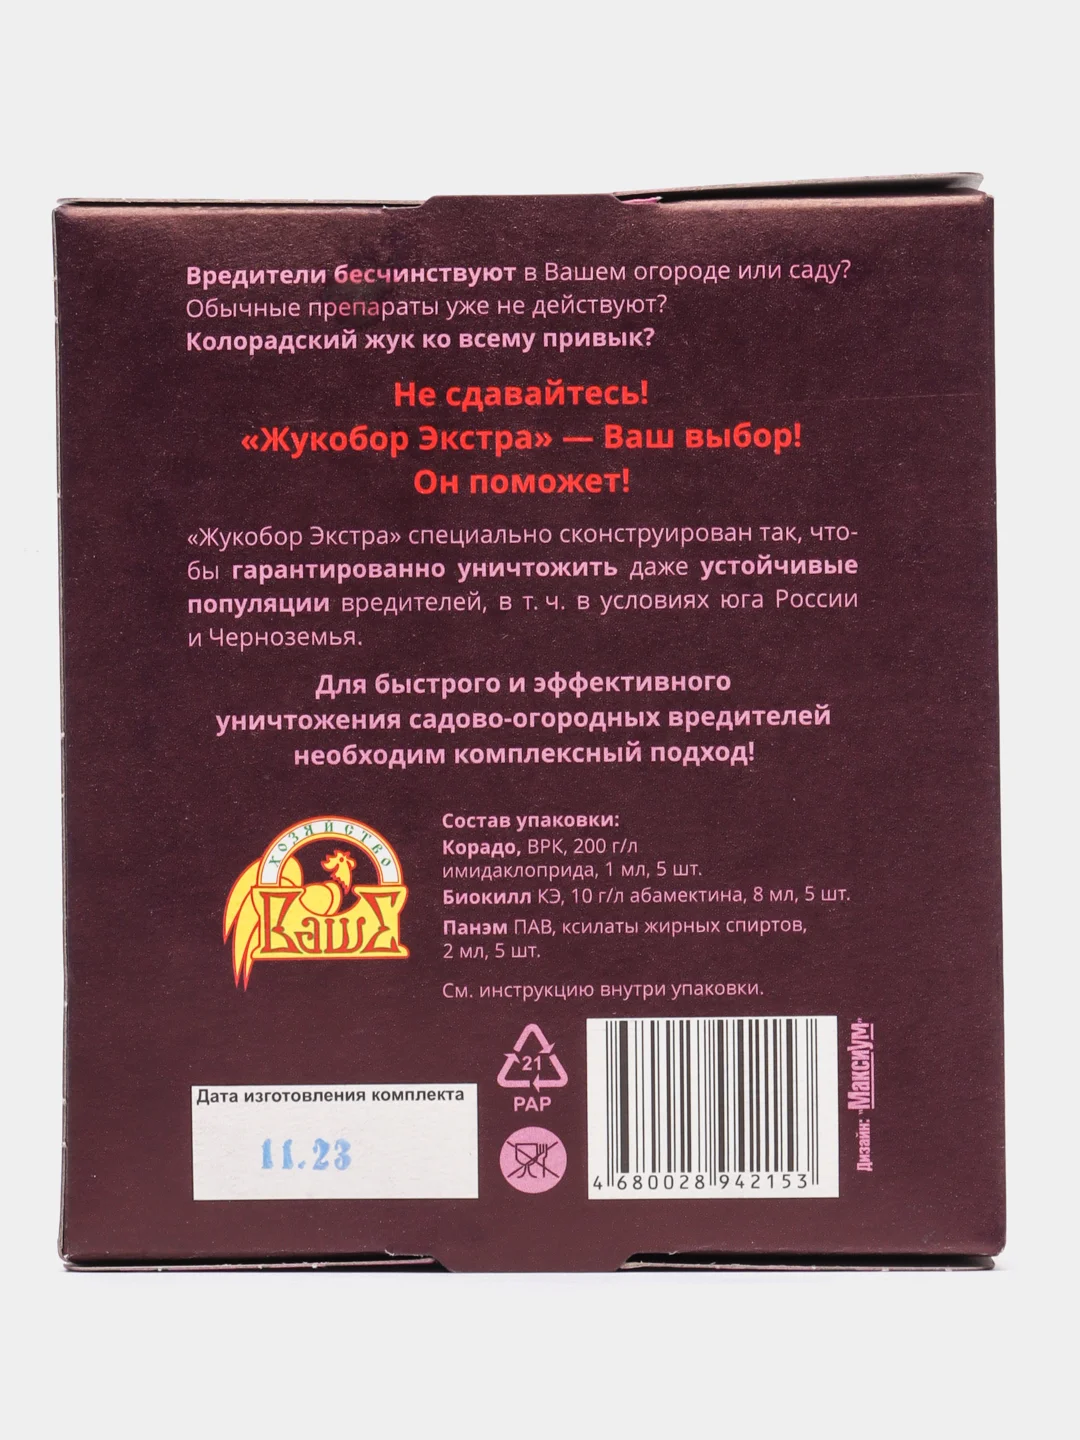 Вредители бесчинствуют в Вашем огороде или саду?
Обычные препараты уже не действуют?
Колорадский жук ко всему привык?
Не сдавайтесь!
«Жукобор Экстра» — Ваш выбор!
Он поможет!
«Жукобор Экстра» специально сконструирован так, что-
бы гарантированно уничтожить даже устойчивые
популяции вредителей, в т. ч. в условиях юга России
и Черноземья.
Для быстрого и эффективного
уничтожения садово-огородных вредителей
необходим комплексный подход!
ХОЗЯЙСТВО
ВАШЕ
Состав упаковки:
Корадо, ВРК, 200 г/л
имидаклоприда, 1 мл, 5 шт.
Биокилл КЭ, 10 г/л абамектина, 8 мл, 5 шт.
Панэм ПАВ, ксилаты жирных спиртов,
2 мл, 5 шт.
См. инструкцию внутри упаковки.
21
PAP
Дата изготовления комплекта
11.23
4 680028 942153
Дизайн: "Максиум"